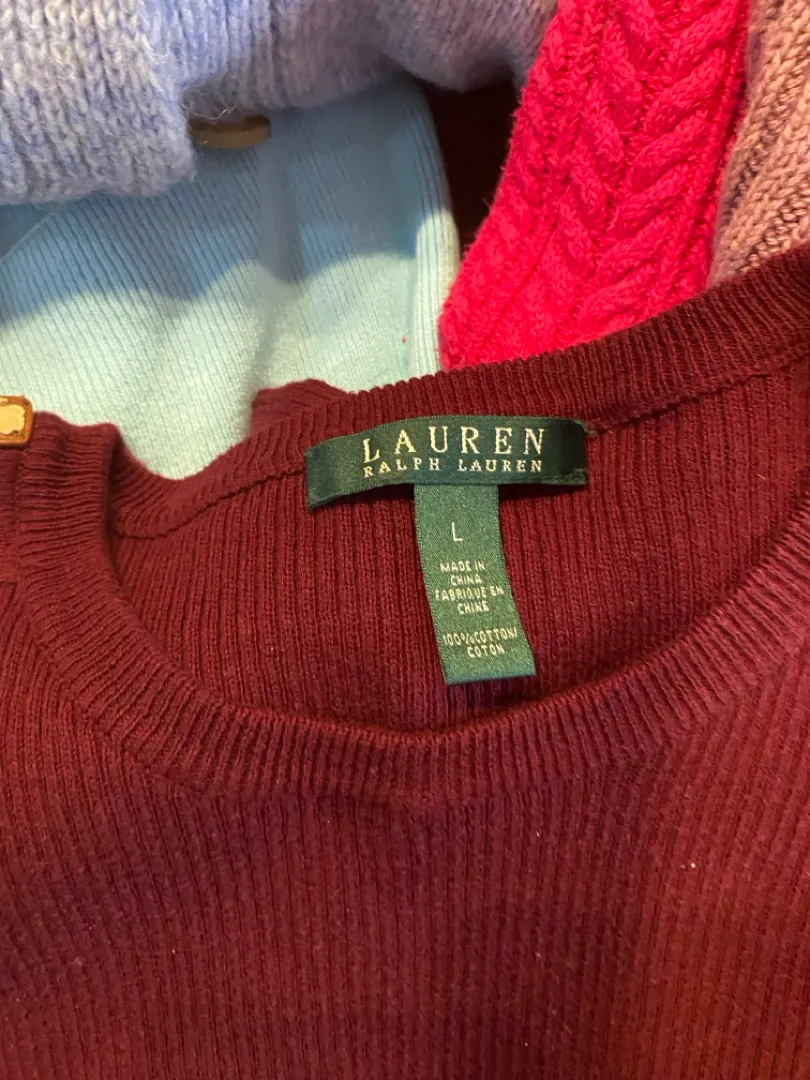 LAUREN
RALPH LAUREN
L
MADE IN
CHINA
FABRIQUE EN
CHINE
100%COTTON/
COTON